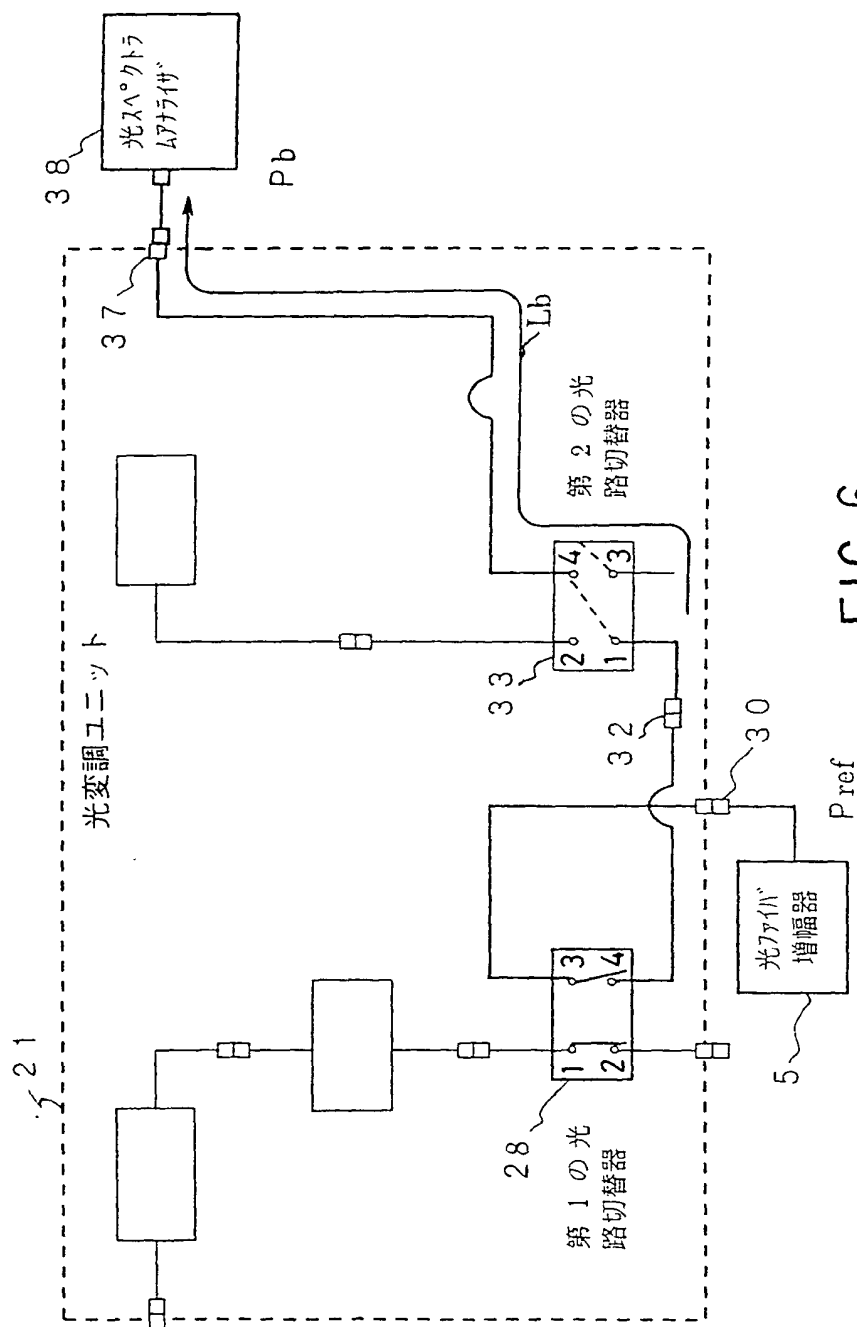 光変調ユニット
21
38
光スペクトラ
ムアナライザ
37
Pb
Lb
第2の光
路切替器
33
2
4
1
3
32
30
28
1
3
2
4
第1の光
路切替器
Pref
光ファイバ
増幅器
5
FIG. 6